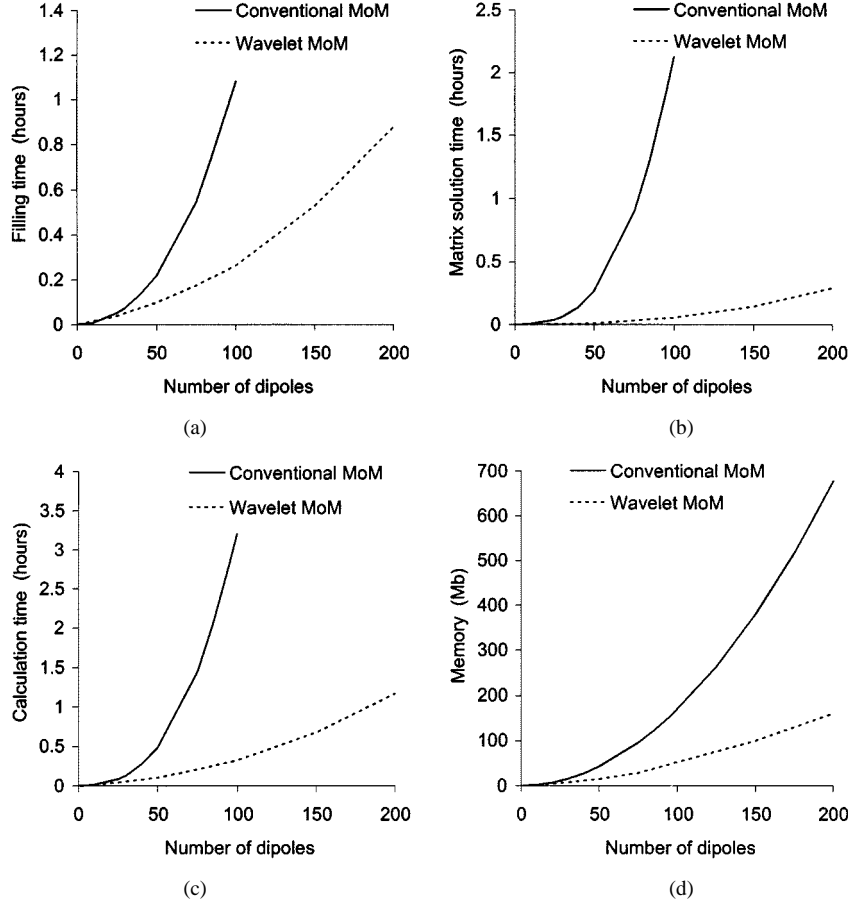 Conventional MoM
Wavelet MoM
Filling time (hours)
1.4
1.2
1
0.8
0.6
0.4
0.2
0
0 50 100 150 200
Number of dipoles
(a)
Conventional MoM
Wavelet MoM
Matrix solution time (hours)
2.5
2
1.5
1
0.5
0
0 50 100 150 200
Number of dipoles
(b)
Conventional MoM
Wavelet MoM
Calculation time (hours)
4
3.5
3
2.5
2
1.5
1
0.5
0
0 50 100 150 200
Number of dipoles
(c)
Conventional MoM
Wavelet MoM
Memory (Mb)
700
600
500
400
300
200
100
0
0 50 100 150 200
Number of dipoles
(d)